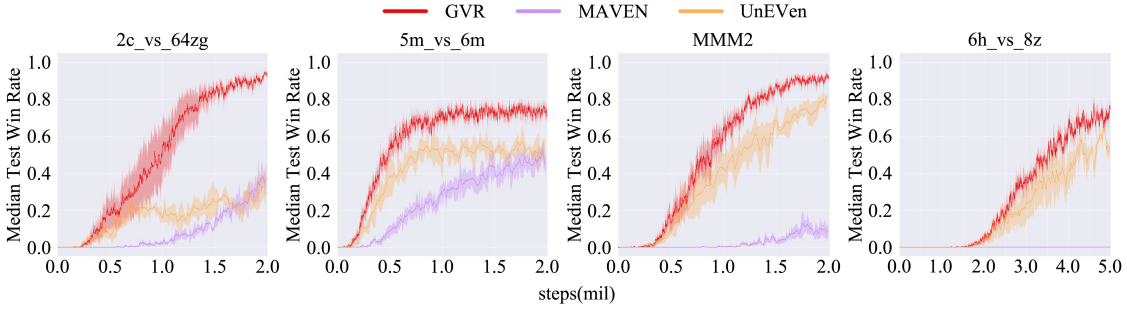 GVR MAVEN UnEVen
2c_vs_64zg 5m_vs_6m MMM2 6h_vs_8z
Median Test Win Rate
1.0
0.8
0.6
0.4
0.2
0.0
0.0 0.5 1.0 1.5 2.0
Median Test Win Rate
1.0
0.8
0.6
0.4
0.2
0.0
0.0 0.5 1.0 1.5 2.0
Median Test Win Rate
1.0
0.8
0.6
0.4
0.2
0.0
0.0 0.5 1.0 1.5 2.0
Median Test Win Rate
1.0
0.8
0.6
0.4
0.2
0.0
0.0 1.0 2.0 3.0 4.0 5.0
steps(mil)